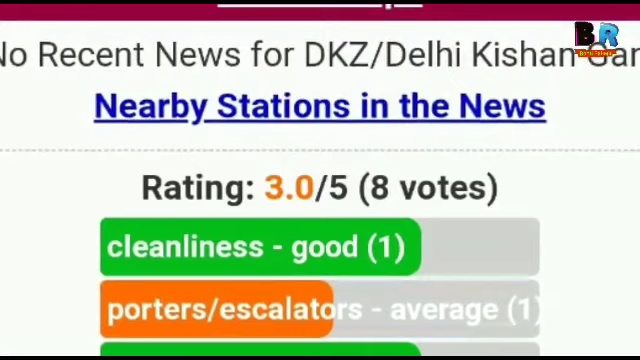 No Recent News for DKZ/Delhi Kishan
Nearby Stations in the News
Rating: 3.0/5 (8 votes)
cleanliness - good (1)
porters/escalators - average (1)
BR